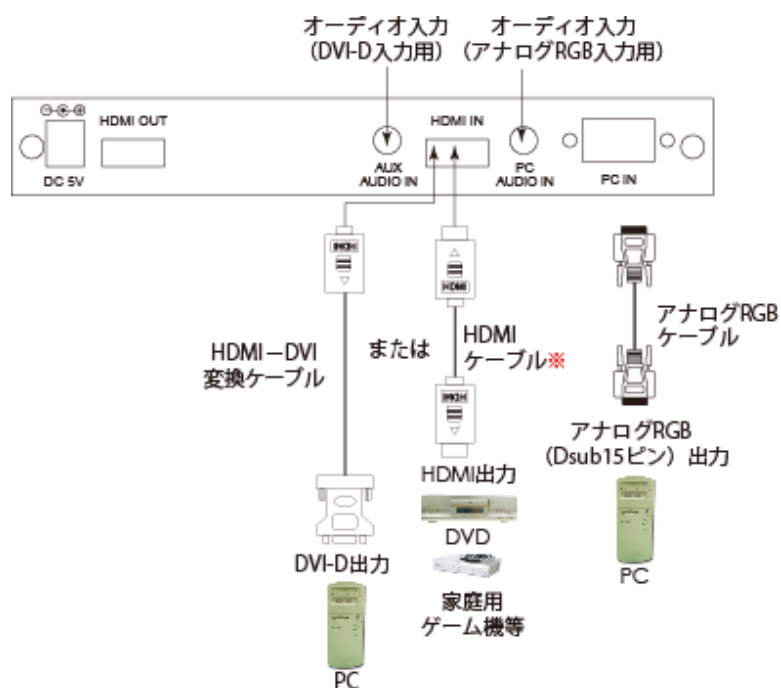 オーディオ入力
（DVI-D入力用）
オーディオ入力
（アナログRGB入力用）
HDMI OUT
HDMI IN
DC 5V
AUX
AUDIO IN
PC
AUDIO IN
PC IN
HDMI
HDMI
HDMI－DVI
変換ケーブル
または
HDMI
ケーブル※
アナログRGB
ケーブル
HDMI
DVI-D出力
PC
HDMI出力
DVD
家庭用
ゲーム機等
アナログRGB
（Dsub15ピン）出力
PC